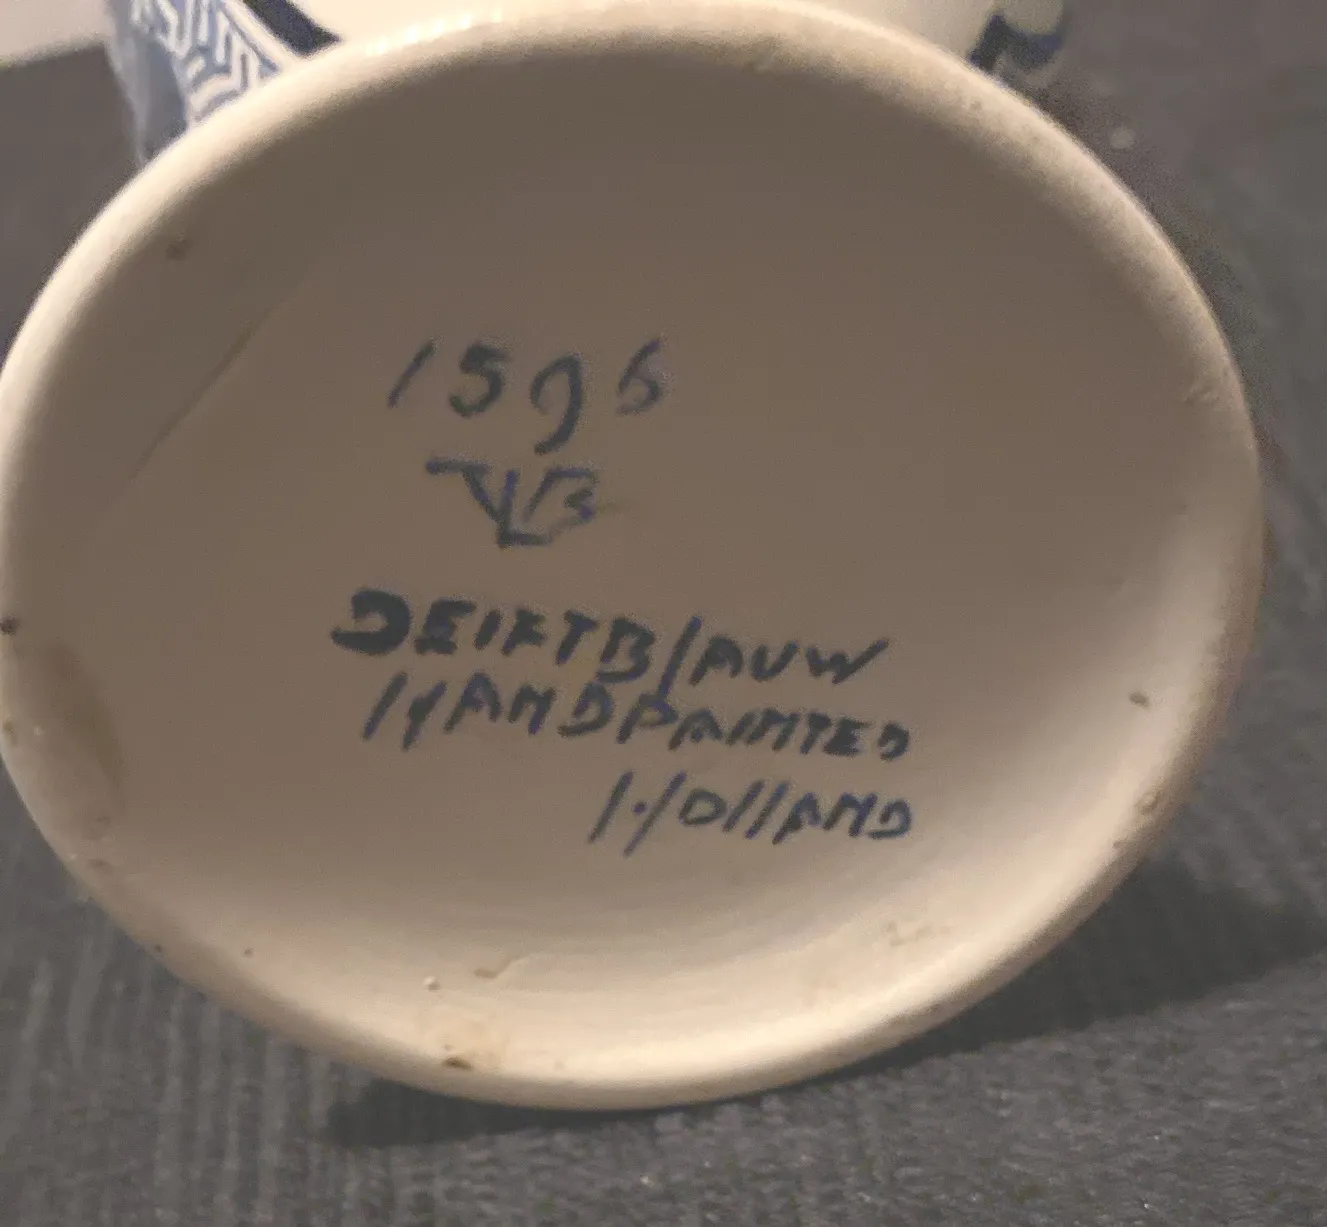 1596
DELFTBLAUW
HANDPAINTED
HOLLAND